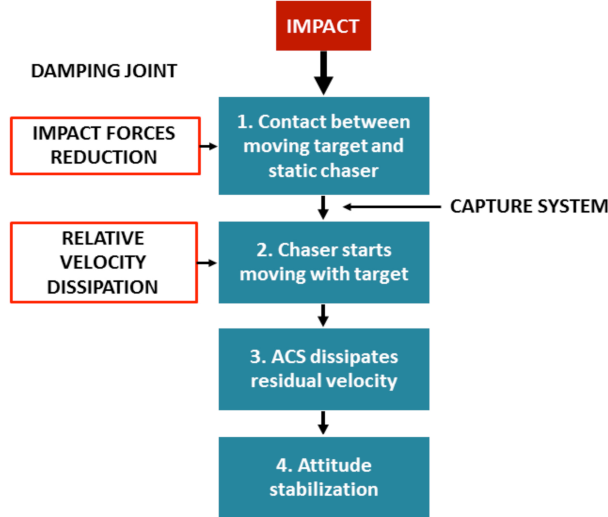 IMPACT
DAMPING JOINT
IMPACT FORCES
REDUCTION
1. Contact between
moving target and
static chaser
CAPTURE SYSTEM
RELATIVE
VELOCITY
DISSIPATION
2. Chaser starts
moving with target
3. ACS dissipates
residual velocity
4. Attitude
stabilization